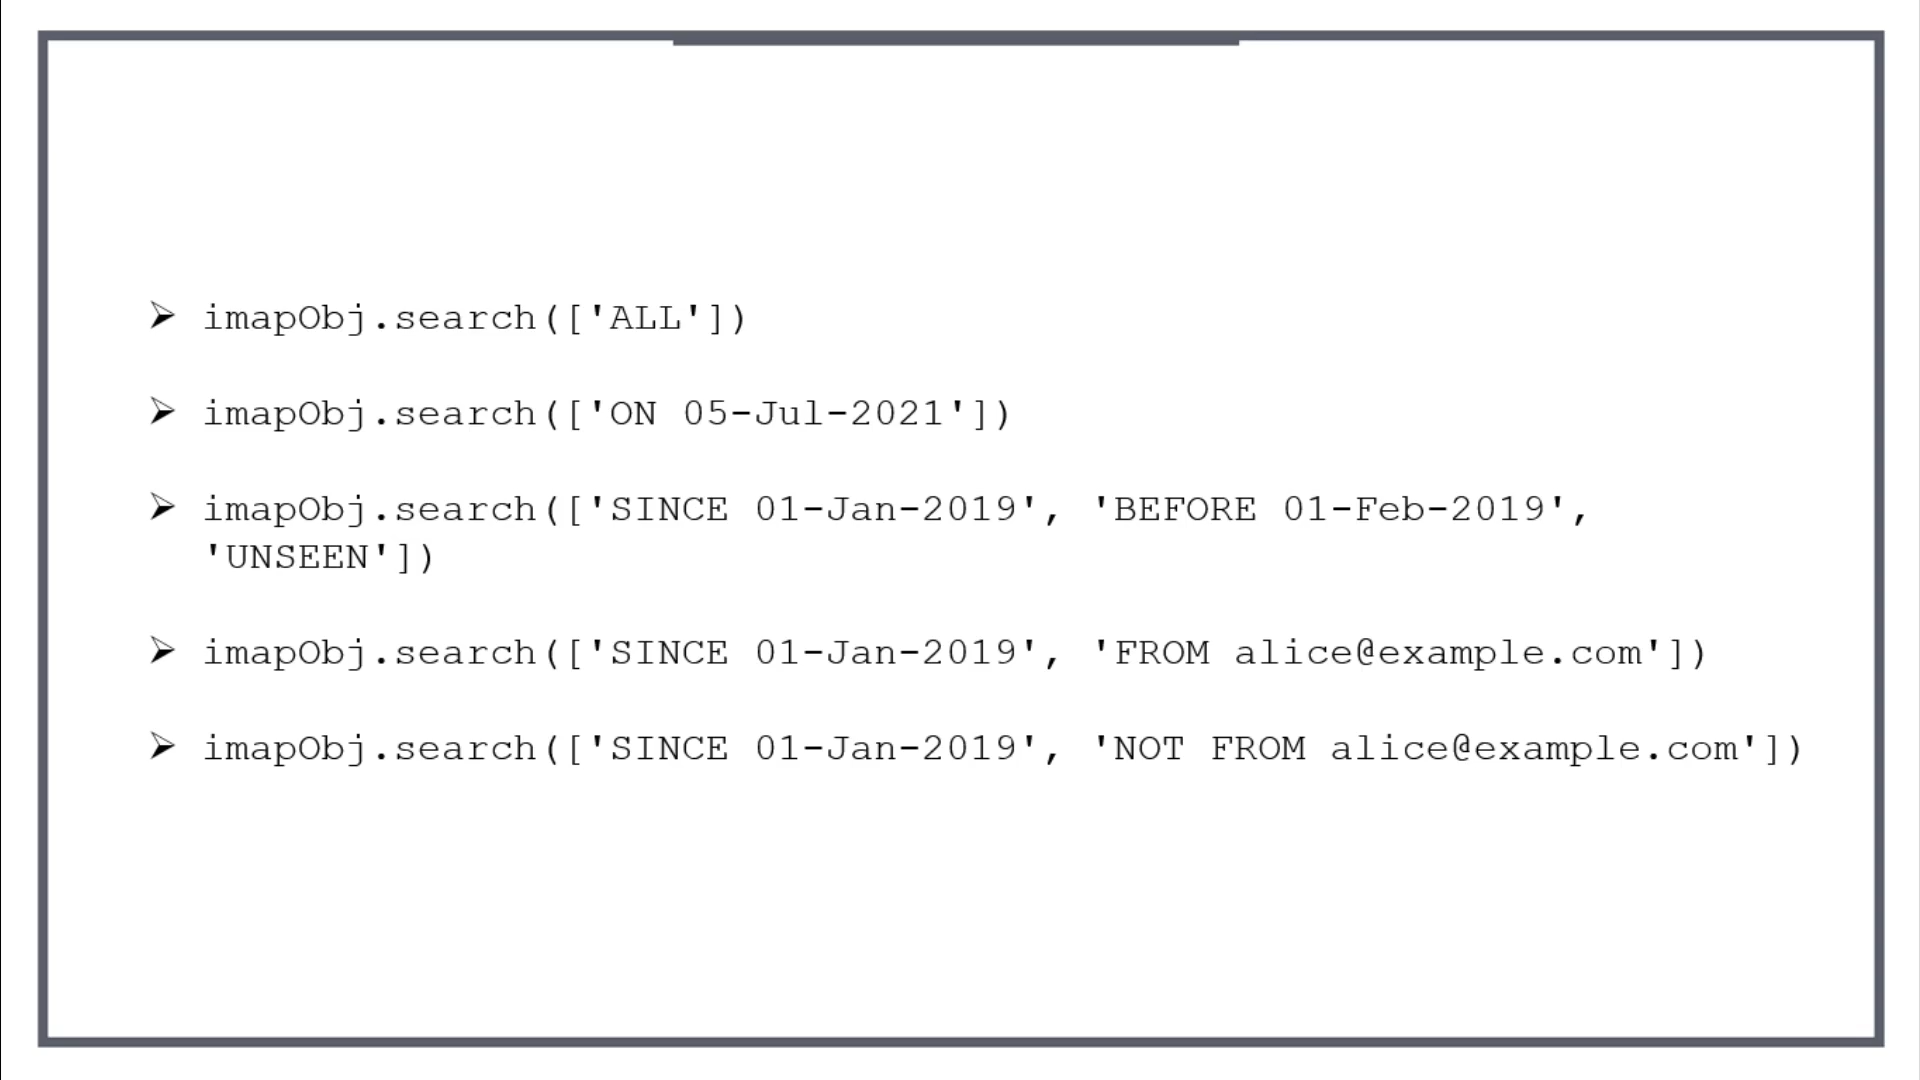 ➢ imapObj.search(['ALL'])
➢ imapObj.search(['ON 05-Jul-2021'])
➢ imapObj.search(['SINCE 01-Jan-2019', 'BEFORE 01-Feb-2019',
'UNSEEN'])
➢ imapObj.search(['SINCE 01-Jan-2019', 'FROM alice@example.com'])
➢ imapObj.search(['SINCE 01-Jan-2019', 'NOT FROM alice@example.com'])